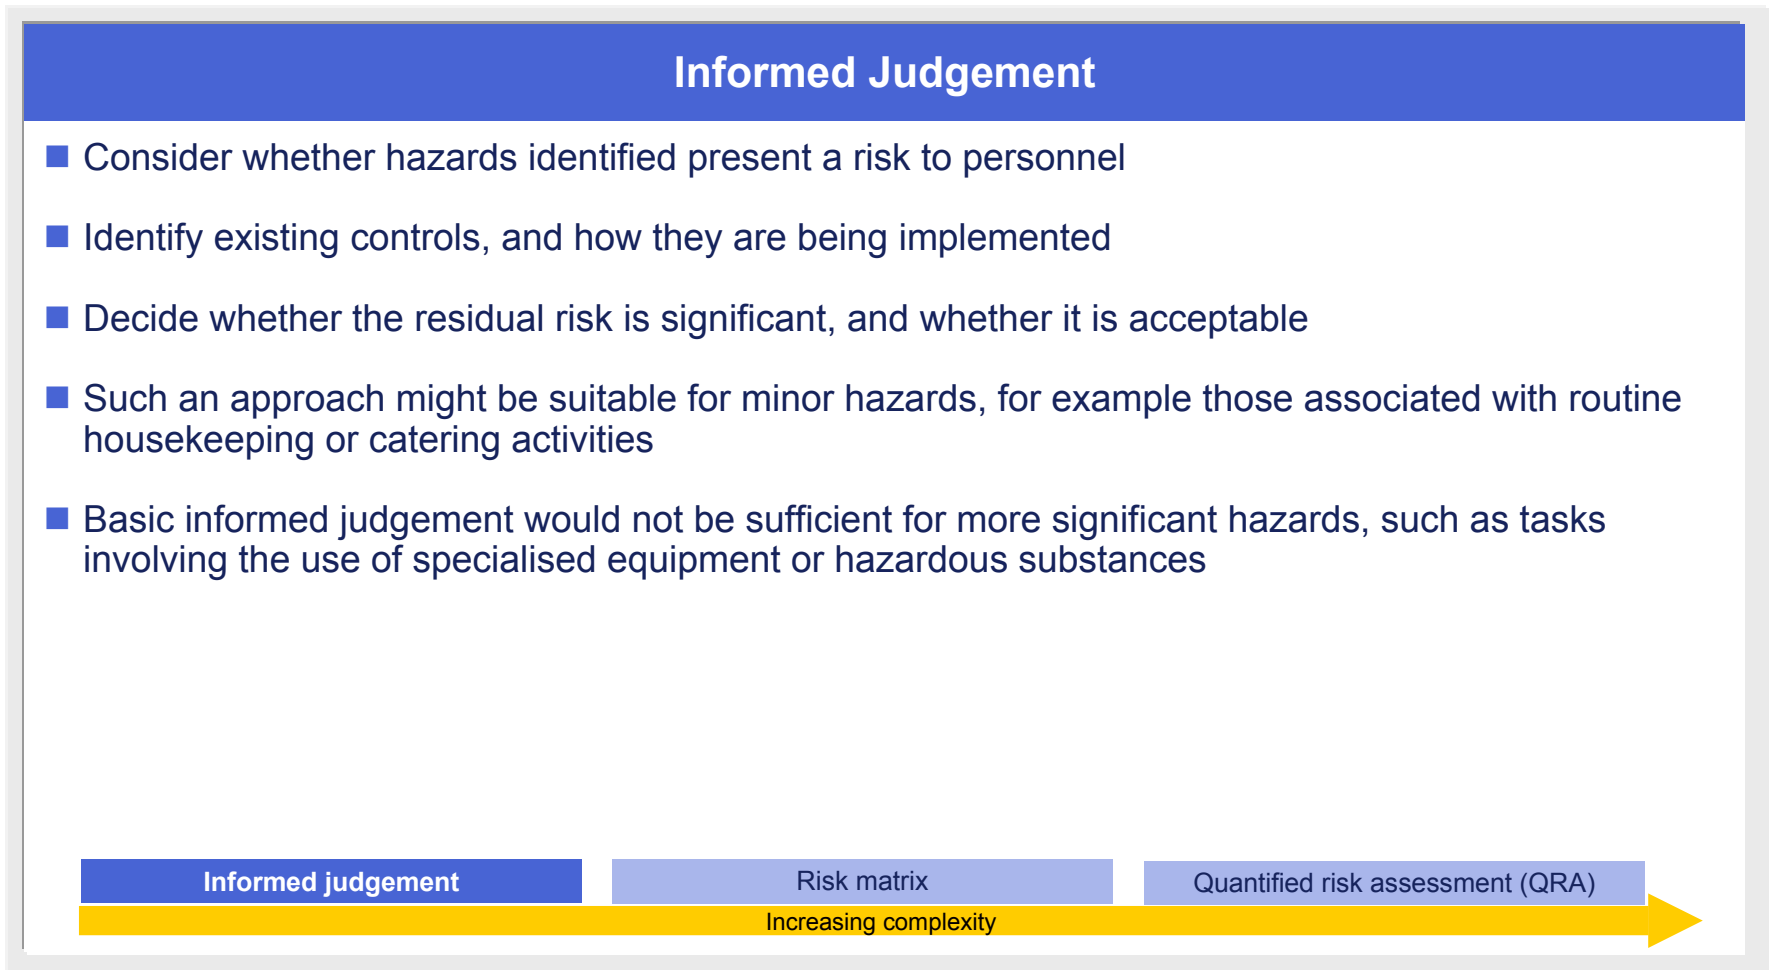 Informed Judgement
Consider whether hazards identified present a risk to personnel
Identify existing controls, and how they are being implemented
Decide whether the residual risk is significant, and whether it is acceptable
Such an approach might be suitable for minor hazards, for example those associated with routine
housekeeping or catering activities
Basic informed judgement would not be sufficient for more significant hazards, such as tasks
involving the use of specialised equipment or hazardous substances
Informed judgement
Risk matrix
Quantified risk assessment (QRA)
Increasing complexity